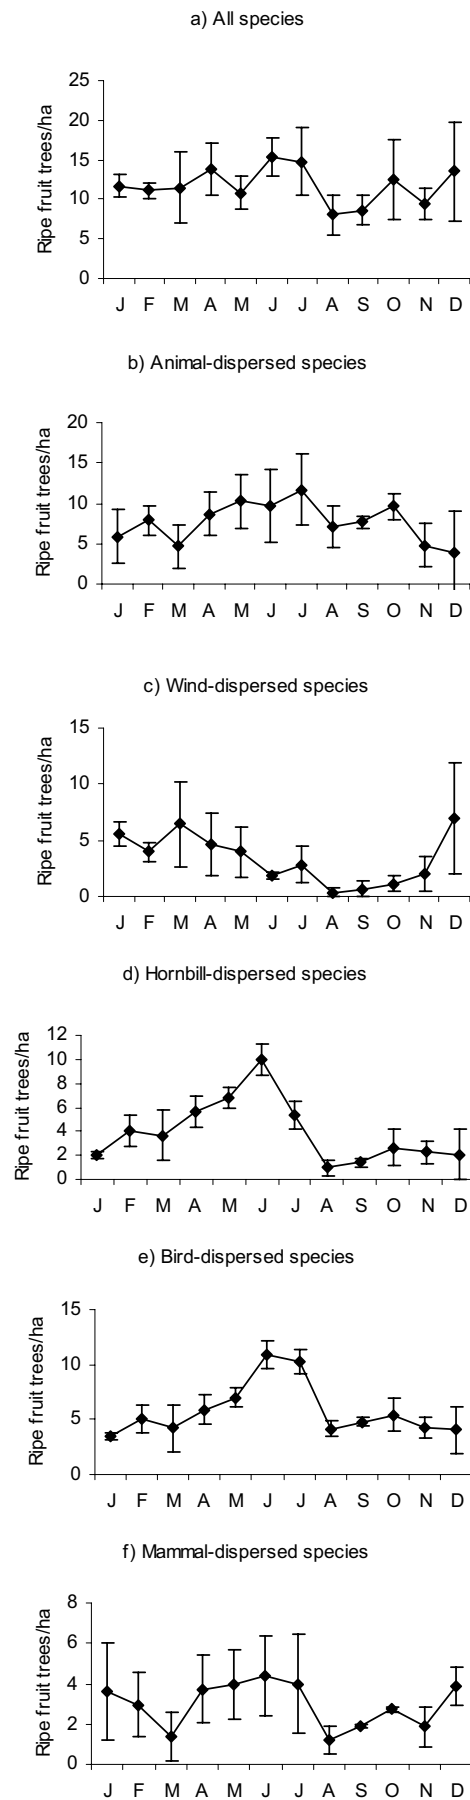 a) All species
Ripe fruit trees/ha
25
20
15
10
5
0
J F M A M J J A S O N D
b) Animal-dispersed species
Ripe fruit trees/ha
20
15
10
5
0
J F M A M J J A S O N D
c) Wind-dispersed species
Ripe fruit trees/ha
15
10
5
0
J F M A M J J A S O N D
d) Hornbill-dispersed species
Ripe fruit trees/ha
12
10
8
6
4
2
0
J F M A M J J A S O N D
e) Bird-dispersed species
Ripe fruit trees/ha
15
10
5
0
J F M A M J J A S O N D
f) Mammal-dispersed species
Ripe fruit trees/ha
8
6
4
2
0
J F M A M J J A S O N D